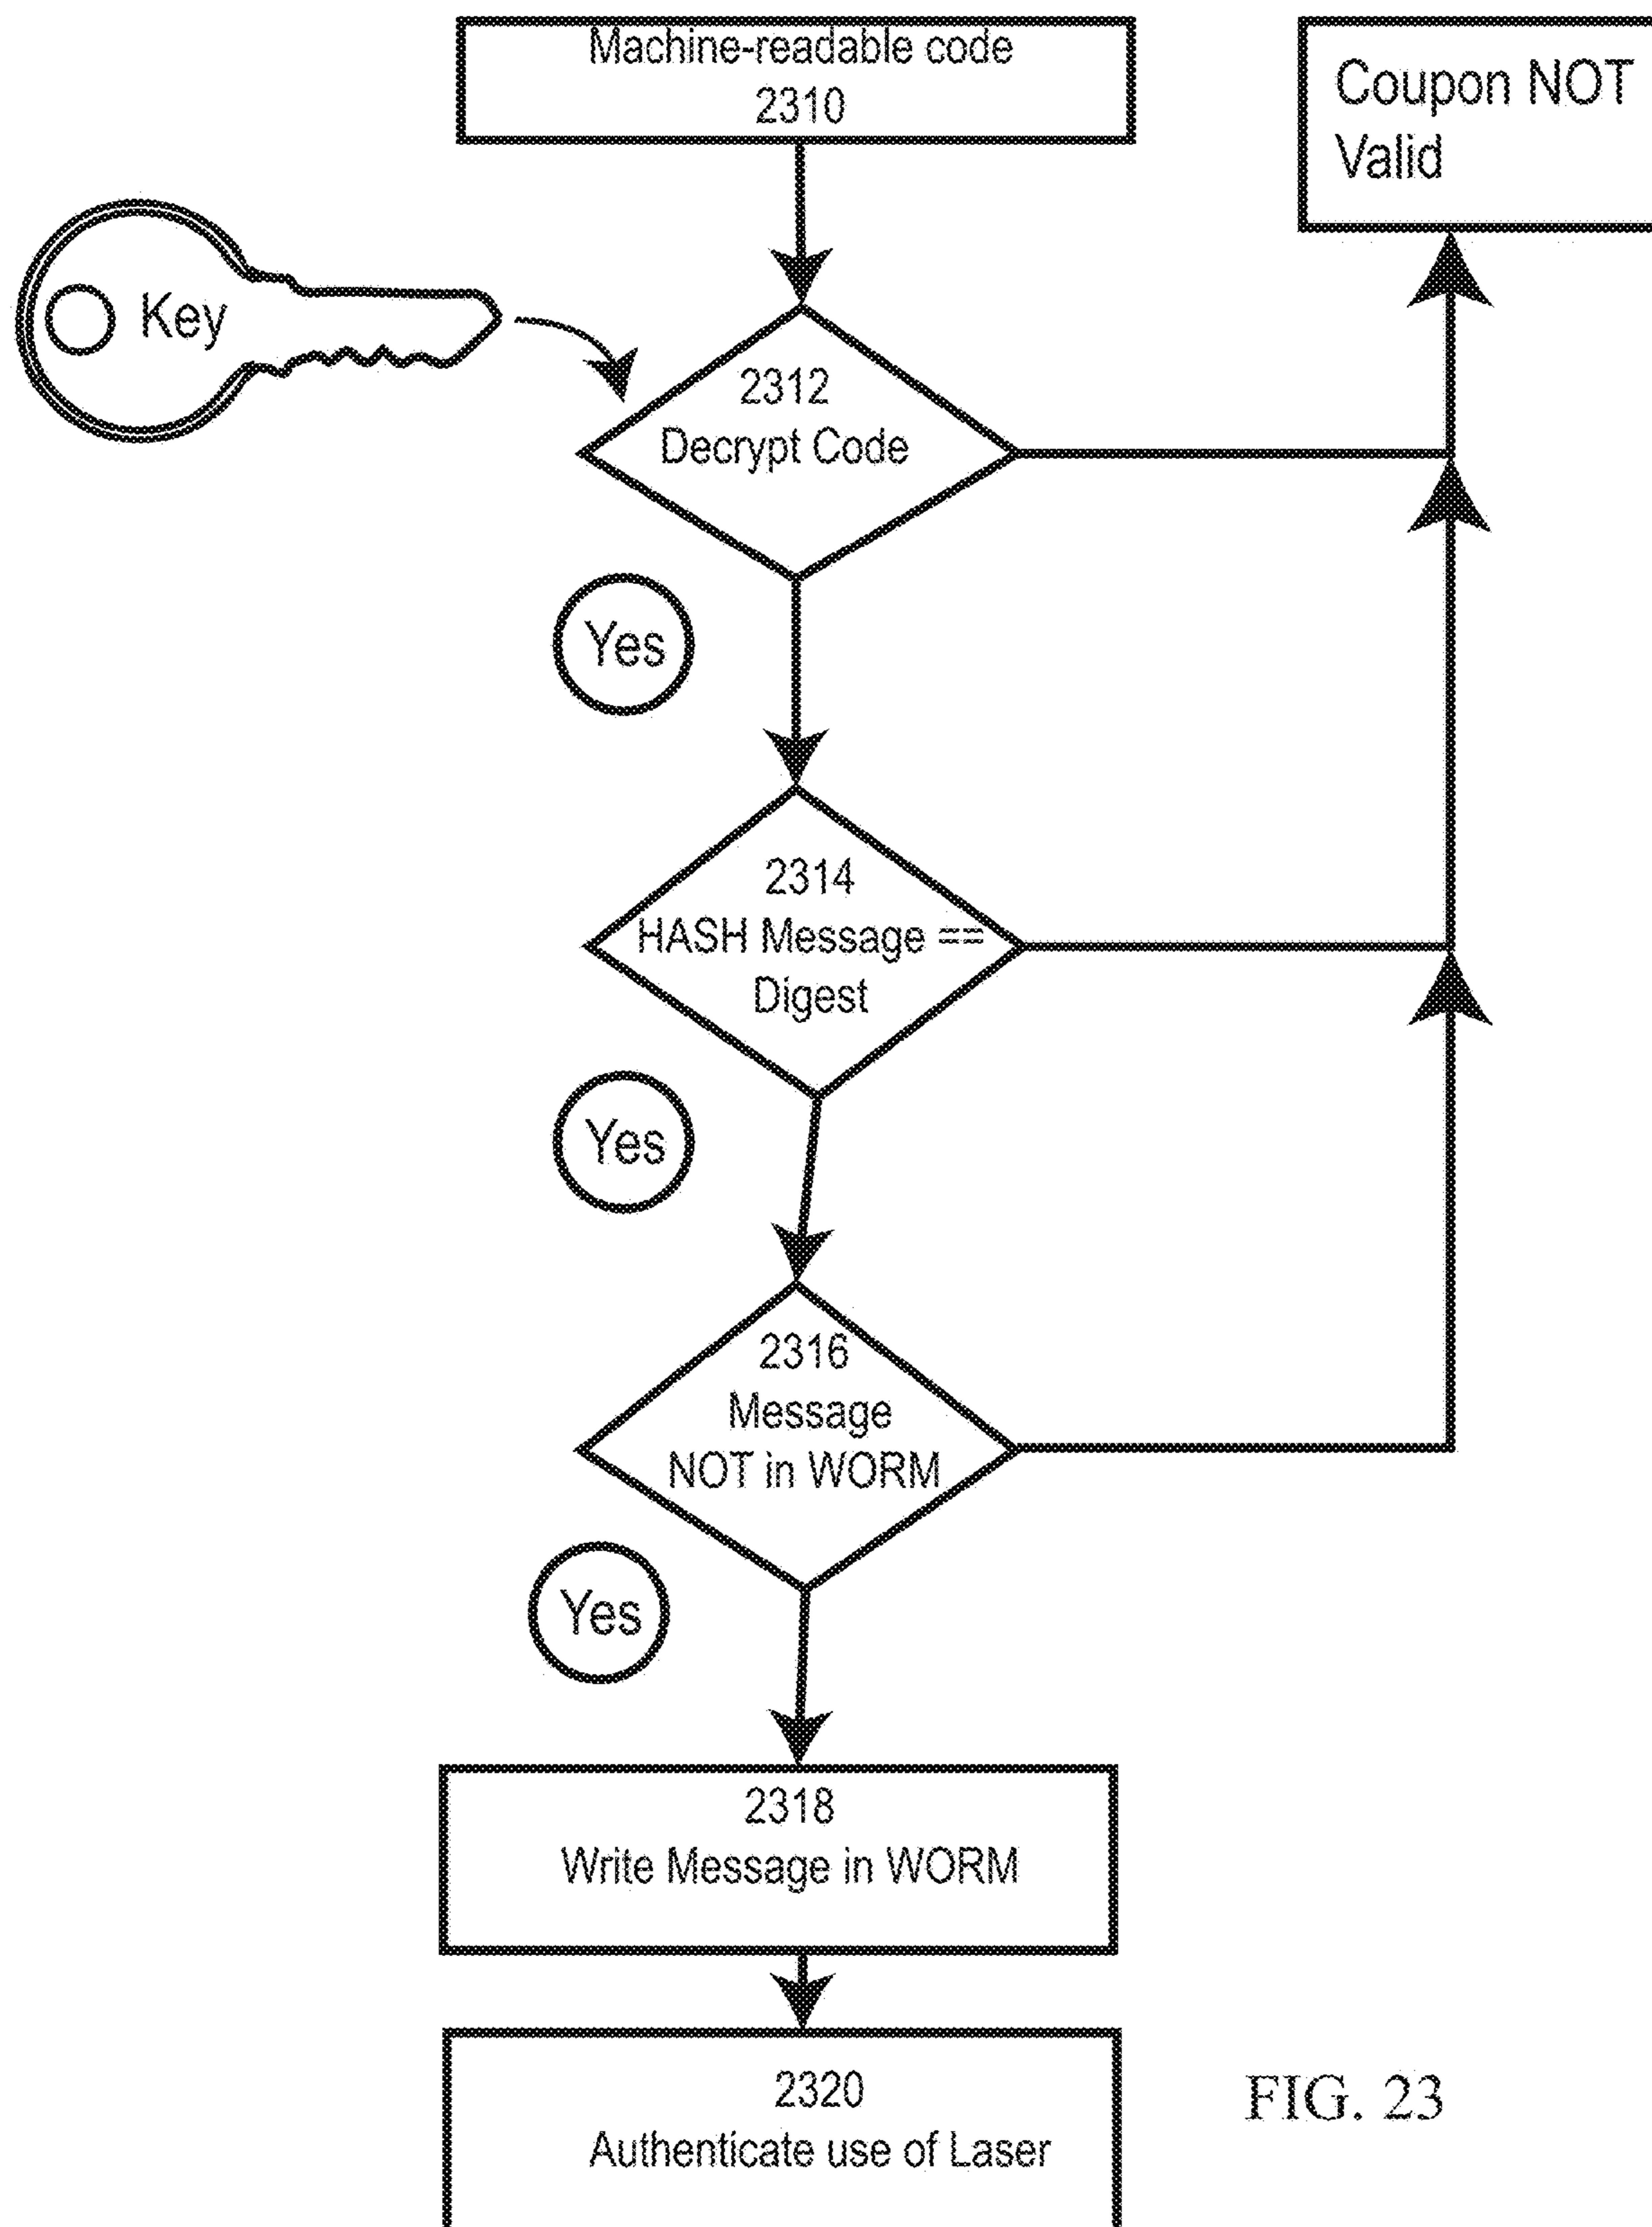 Machine-readable code
2310
Coupon NOT
Valid
Key
2312
Decrypt Code
Yes
2314
HASH Message ==
Digest
Yes
2316
Message
NOT in WORM
Yes
2318
Write Message in WORM
2320
Authenticate use of Laser
FIG. 23